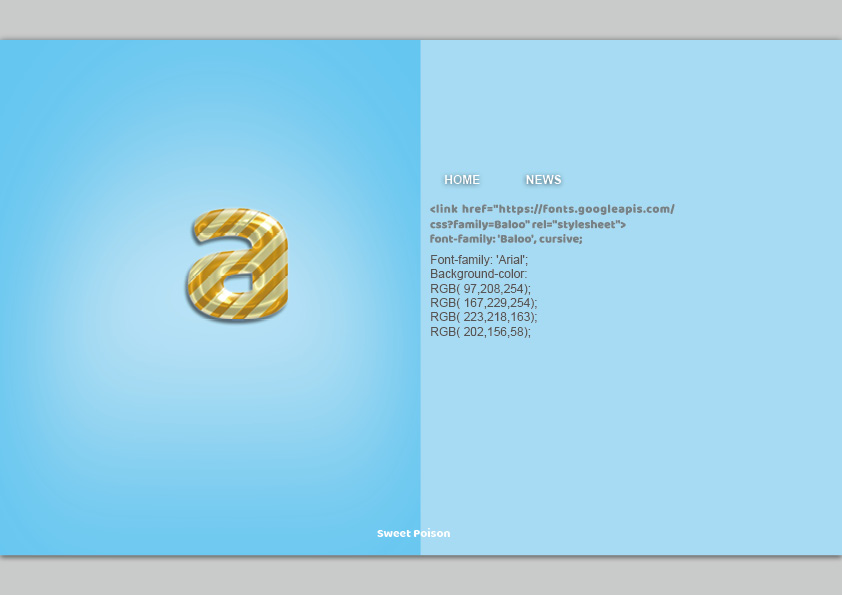 HOME NEWS
<link href="https://fonts.googleapis.com/
css?family=Baloo" rel="stylesheet">
font-family: 'Baloo', cursive;
a
Font-family: 'Arial';
Background-color:
RGB( 97,208,254);
RGB( 167,229,254);
RGB( 223,218,163);
RGB( 202,156,58);
Sweet Poison